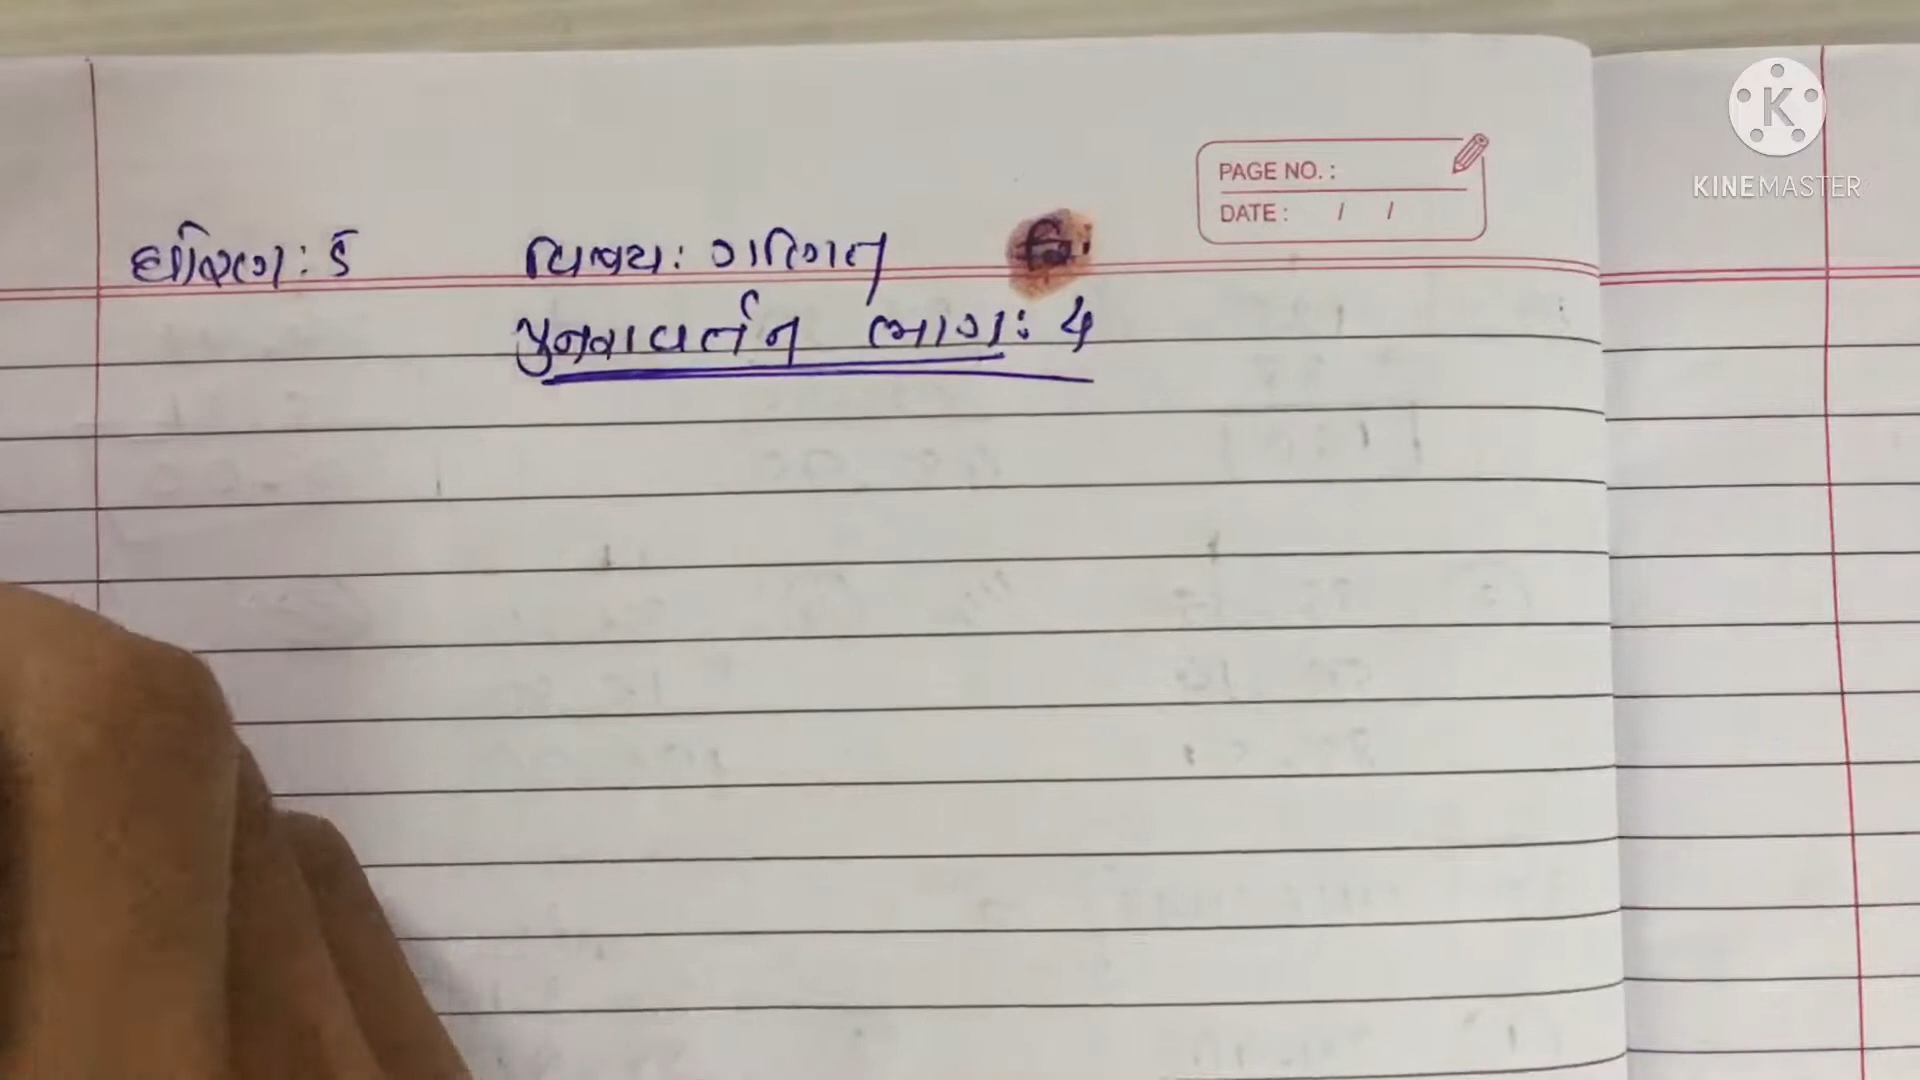 PAGE NO. :
DATE : / /
KINEMASTER
ધોરણ : ૬ વિષય : ગણિત
પુનરાવર્તન ભાગ : ૪